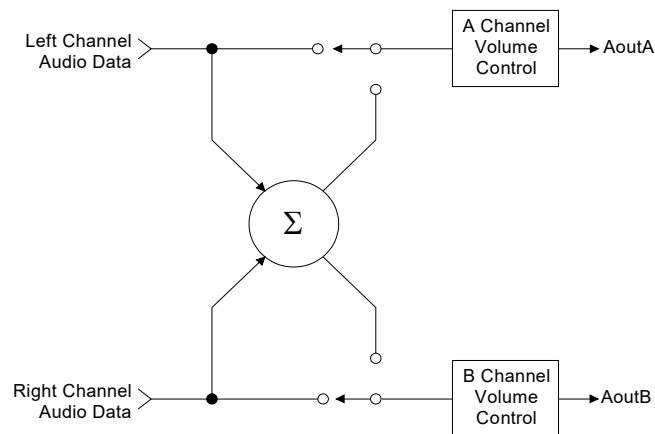 Left Channel
Audio Data
A Channel
Volume
Control
AoutA
Σ
Right Channel
Audio Data
B Channel
Volume
Control
AoutB